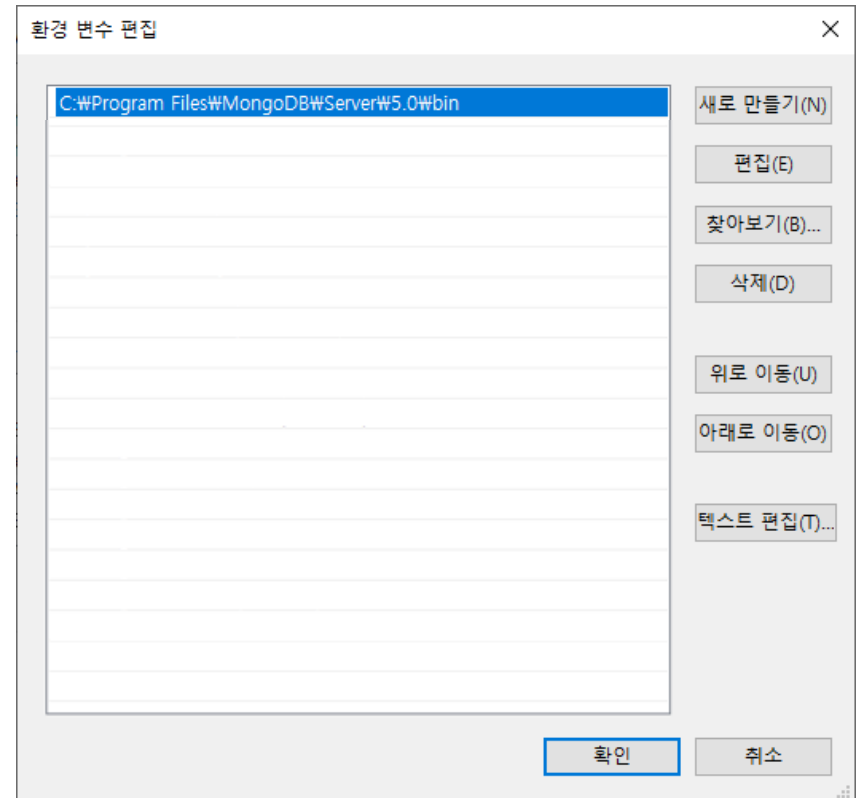 환경 변수 편집
C:₩Program Files₩MongoDB₩Server₩5.0₩bin
새로 만들기(N)
편집(E)
찾아보기(B)...
삭제(D)
위로 이동(U)
아래로 이동(O)
텍스트 편집(T)...
확인
취소